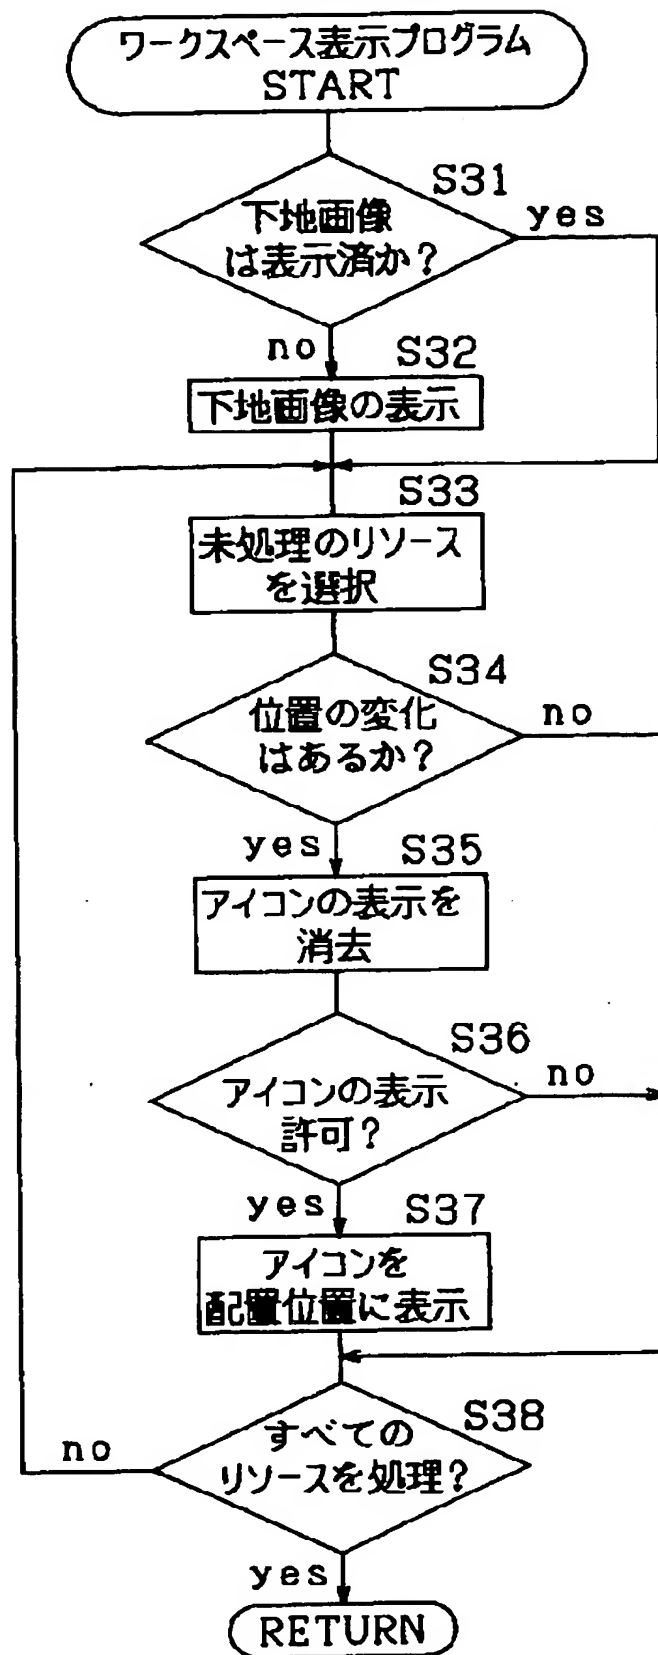 ワークスペース表示プログラム
START
S31
下地画像
は表示済か?
yes
no
S32
下地画像の表示
S33
未処理のリソース
を選択
S34
位置の変化
はあるか?
no
yes
S35
アイコンの表示を
消去
S36
アイコンの表示
許可?
no
yes
S37
アイコンを
配置位置に表示
S38
すべての
リソースを処理?
no
yes
RETURN